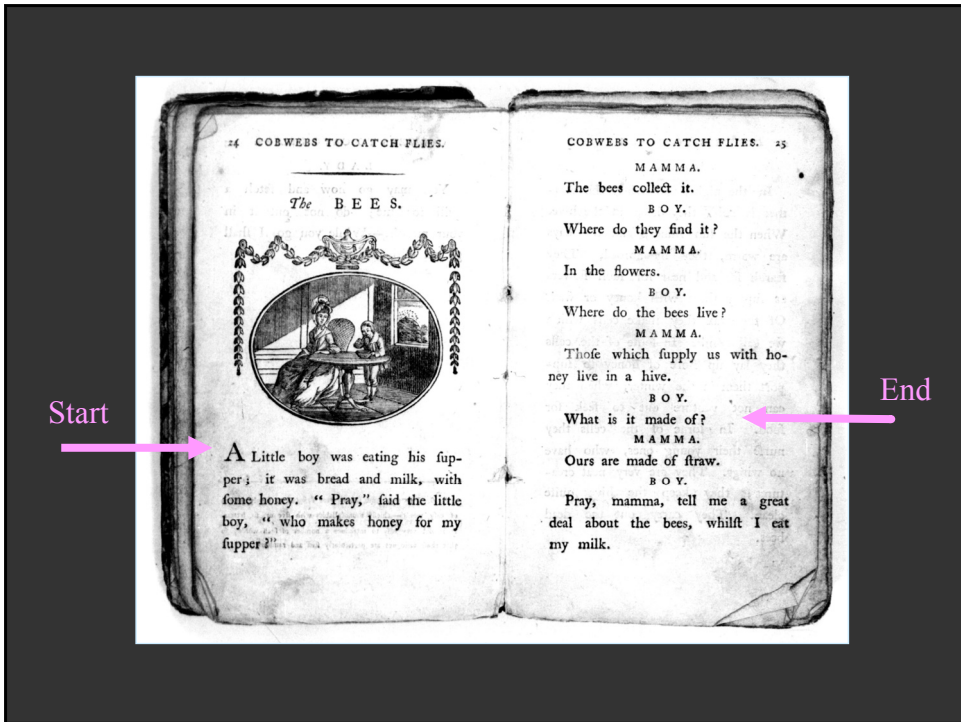 24 COBWEBS TO CATCH FLIES.
The BEES.
Start
A Little boy was eating his ſup-
per; it was bread and milk, with
ſome honey. “ Pray,” ſaid the little
boy, “ who makes honey for my
ſupper?”
COBWEBS TO CATCH FLIES. 25
MAMMA.
The bees collect it.
BOY.
Where do they find it?
MAMMA.
In the flowers.
BOY.
Where do the bees live?
MAMMA.
Thoſe which ſupply us with ho-
ney live in a hive.
BOY.
What is it made of?
End
MAMMA.
Ours are made of ſtraw.
BOY.
Pray, mamma, tell me a great
deal about the bees, whilſt I eat
my milk.